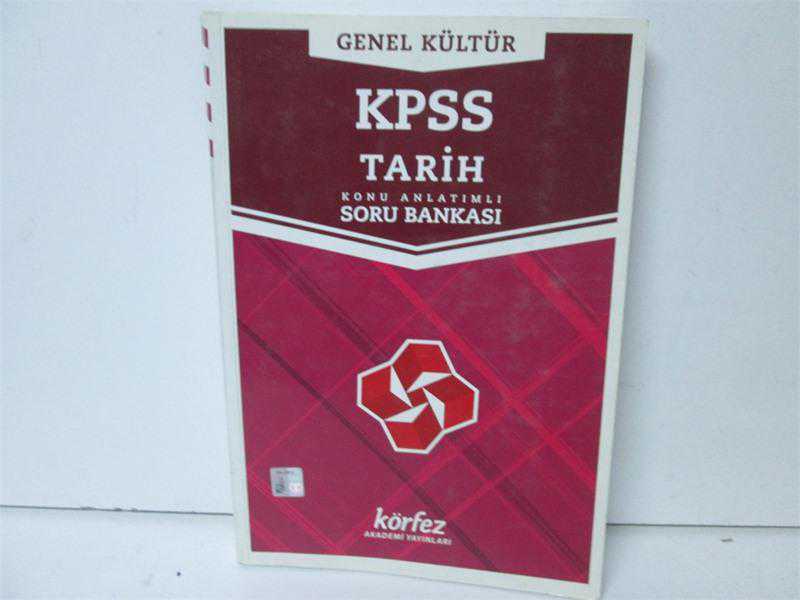 GENEL KÜLTÜR
KPSS
TARİH
KONU ANLATIMLI
SORU BANKASI
körfez
AKADEMİ YAYINLARI